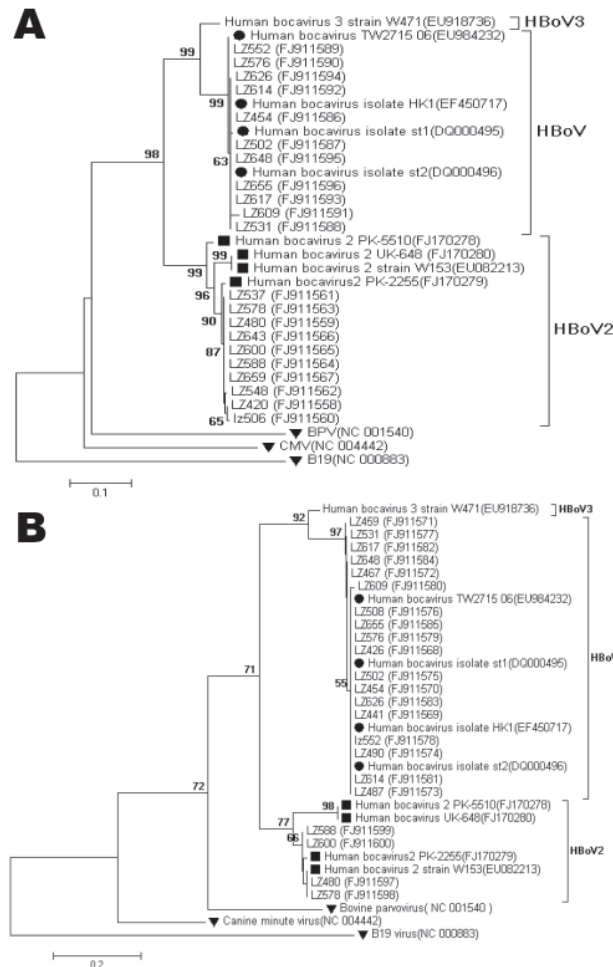 A
Human bocavirus 3 strain W471(EU918736)
HBoV3
Human bocavirus TW2715 06(EU984232)
LZ552 (FJ911589)
LZ576 (FJ911590)
LZ626 (FJ911594)
LZ614 (FJ911592)
Human bocavirus isolate HK1(EF450717)
LZ454 (FJ911586)
Human bocavirus isolate st1(DQ000495)
LZ502 (FJ911587)
LZ648 (FJ911595)
Human bocavirus isolate st2(DQ000496)
LZ655 (FJ911596)
LZ617 (FJ911593)
LZ609 (FJ911591)
LZ531 (FJ911588)
HBoV
Human bocavirus 2 PK-5510(FJ170278)
Human bocavirus 2 UK-648 (FJ170280)
Human bocavirus 2 strain W153(EU082213)
Human bocavirus2 PK-2255(FJ170279)
LZ537 (FJ911561)
LZ578 (FJ911563)
LZ480 (FJ911559)
LZ643 (FJ911566)
LZ600 (FJ911565)
LZ588 (FJ911564)
LZ659 (FJ911567)
LZ548 (FJ911562)
LZ420 (FJ911558)
lz506 (FJ911560)
HBoV2
BPV(NC 001540)
CMV(NC 004442)
B19(NC 000883)
99
99
63
98
99
99
96
90
87
65
0.1
B
Human bocavirus 3 strain W471(EU918736)
HBoV3
LZ459 (FJ911571)
LZ531 (FJ911577)
LZ617 (FJ911582)
LZ648 (FJ911584)
LZ467 (FJ911572)
LZ609 (FJ911580)
Human bocavirus TW2715 06(EU984232)
LZ508 (FJ911576)
LZ655 (FJ911585)
LZ576 (FJ911579)
LZ426 (FJ911568)
Human bocavirus isolate st1(DQ000495)
LZ502 (FJ911575)
LZ454 (FJ911570)
LZ626 (FJ911583)
LZ441 (FJ911569)
Human bocavirus isolate HK1(EF450717)
lz552 (FJ911578)
LZ490 (FJ911574)
Human bocavirus isolate st2(DQ000496)
LZ614 (FJ911581)
LZ487 (FJ911573)
HBo
Human bocavirus 2 PK-5510(FJ170278)
Human bocavirus UK-648(FJ170280)
LZ588 (FJ911599)
LZ600 (FJ911600)
Human bocavirus2 PK-2255(FJ170279)
Human bocavirus 2 strain W153(EU082213)
LZ480 (FJ911597)
LZ578 (FJ911598)
HBoV2
Bovine parvovirus( NC 001540 )
Canine minute virus(NC 004442)
B19 virus(NC 000883)
92
97
71
55
72
98
77
66
0.2